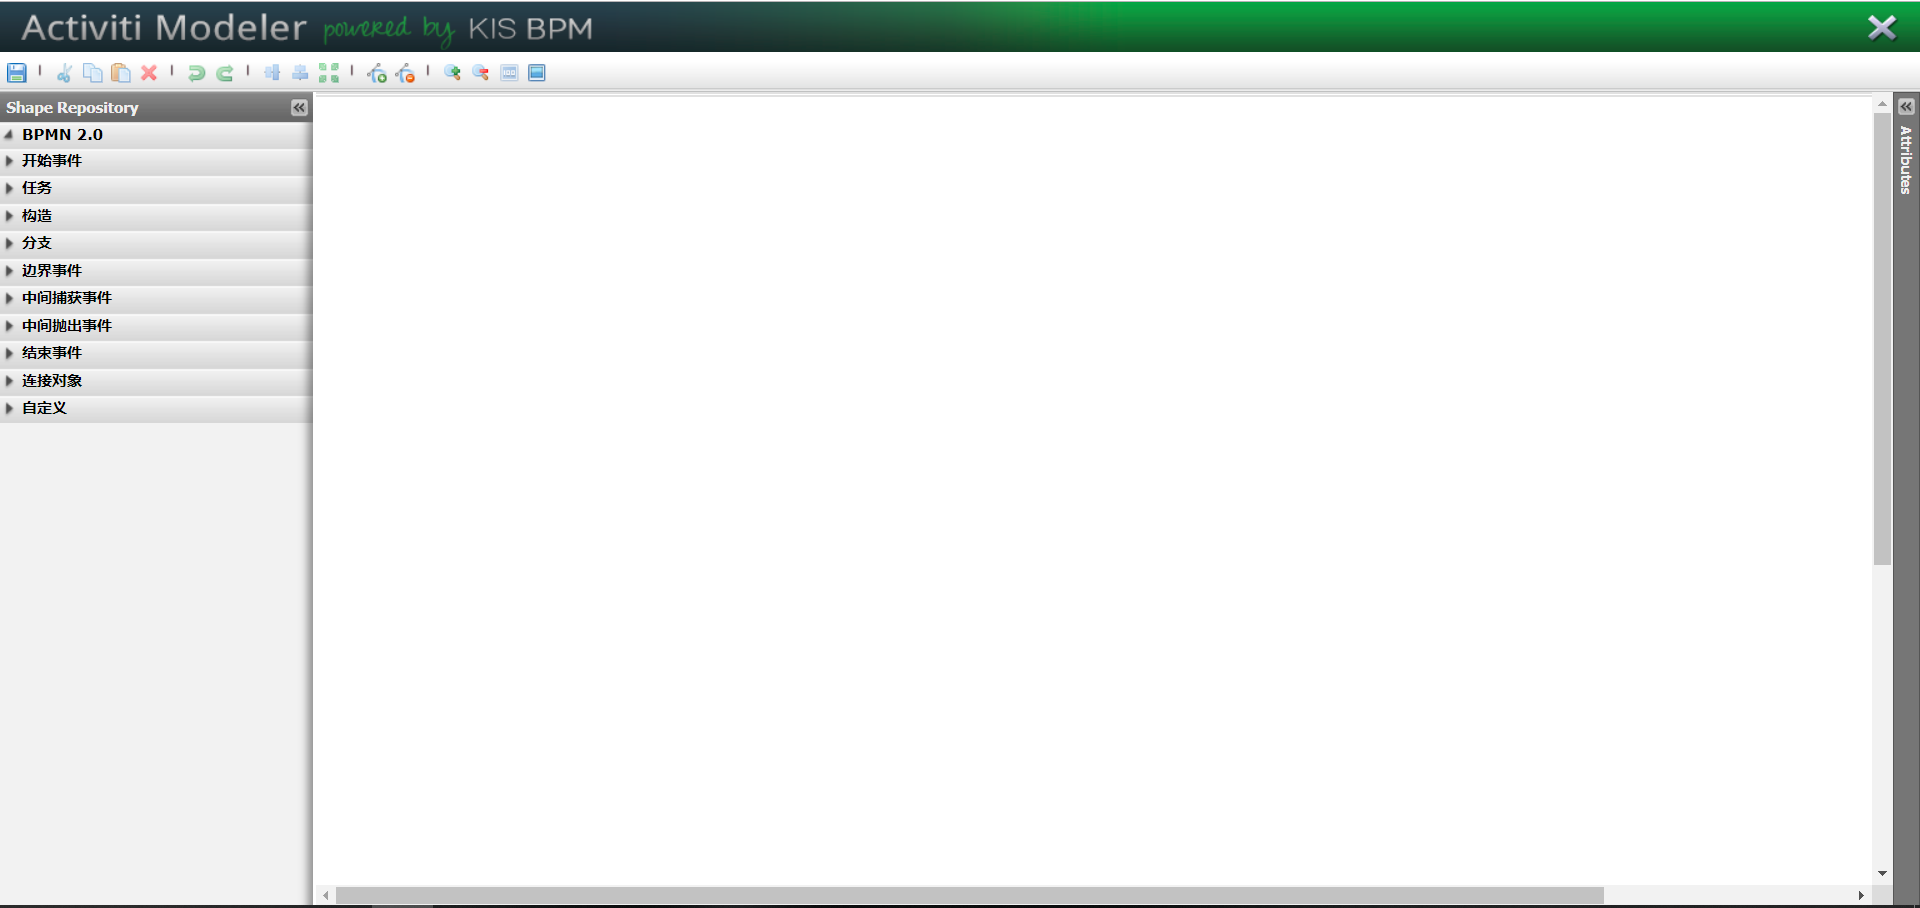 Activiti Modeler powered by KIS BPM
Shape Repository
BPMN 2.0
开始事件
任务
构造
分支
边界事件
中间捕获事件
中间抛出事件
结束事件
连接对象
自定义
Attributes